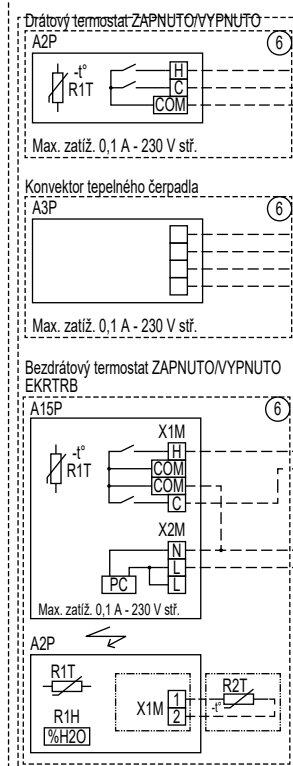 Drátový termostat ZAPNUTO/VYPNUTO
A2P
6
-t°
R1T
H
C
COM
Max. zatíž. 0,1 A - 230 V stř.
Konvektor tepelného čerpadla
A3P
6
Max. zatíž. 0,1 A - 230 V stř.
Bezdrátový termostat ZAPNUTO/VYPNUTO
EKRTRB
A15P
6
X1M
-t°
R1T
H
COM
COM
C
X2M
N
L
L
PC
Max. zatíž. 0,1 A - 230 V stř.
A2P
R1T
R1H
%H2O
X1M
1
2
R2T
-t°